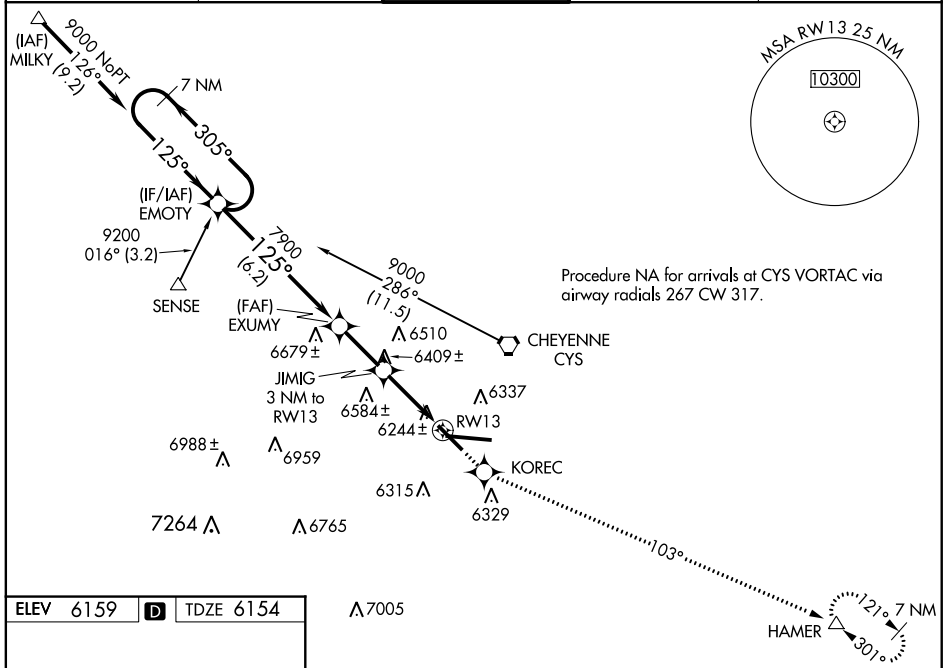 (IAF)
MILKY
9000 NoPT
126°
(9.2)
7 NM
305°
125°
(IF/IAF)
EMOTY
9200
016° (3.2)
SENSE
7900
125°
(6.2)
9000
286°
(11.5)
MSA RW13 25 NM
10300
Procedure NA for arrivals at CYS VORTAC via
airway radials 267 CW 317.
(FAF)
EXUMY
6679±
6510
6409±
CHEYENNE
CYS
JIMIG
3 NM to
RW13
6584±
6337
6244±
RW13
6988±
6959
KOREC
6315
6329
7264
6765
103°
ELEV 6159 D TDZE 6154
7005
HAMER
121°
7 NM
301°